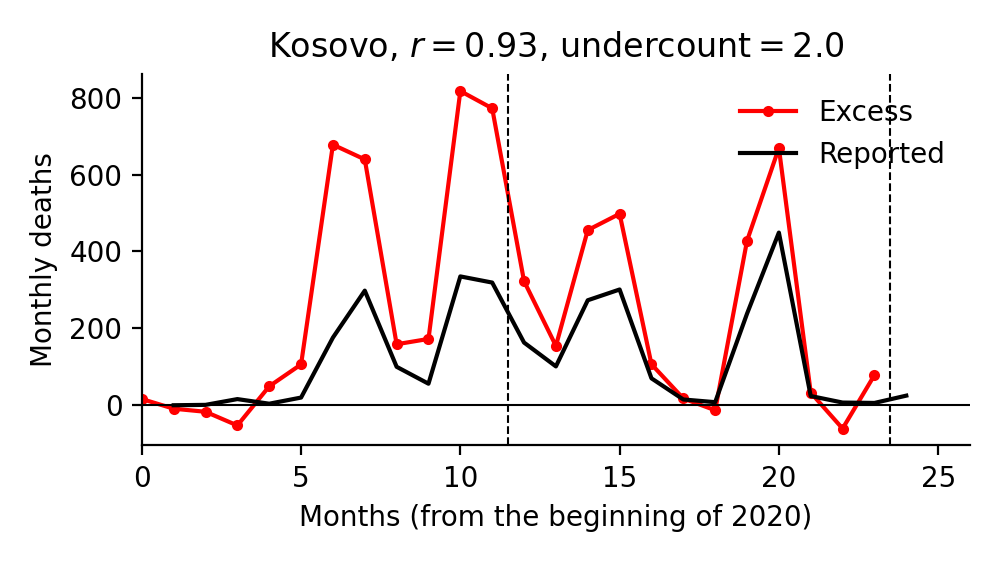 Kosovo, r = 0.93, undercount = 2.0
Excess
Reported
Monthly deaths
800
600
400
200
0
0 5 10 15 20 25
Months (from the beginning of 2020)